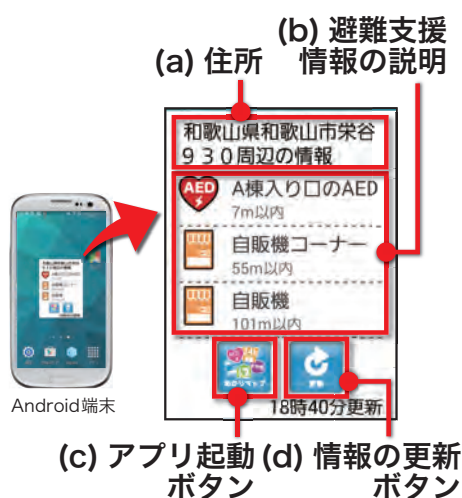 (b) 避難支援
情報の説明
(a) 住所
和歌山県和歌山市栄谷
９３０周辺の情報
AED
A棟入り口のAED
7m以内
自販機コーナー
55m以内
自販機
101m以内
更新
18時40分更新
Android端末
(c) アプリ起動
ボタン
(d) 情報の更新
ボタン